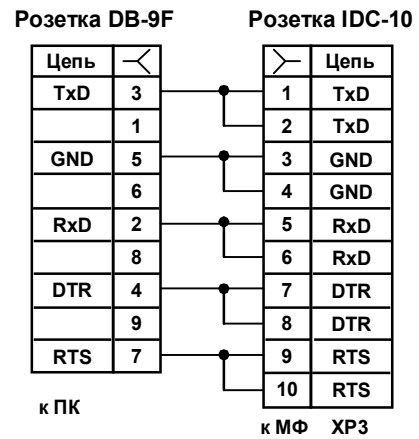 Розетка DB-9F Розетка IDC-10
Цепь Цепь
TxD 3 1 TxD
1 2 TxD
GND 5 3 GND
6 4 GND
RxD 2 5 RxD
8 6 RxD
DTR 4 7 DTR
9 8 DTR
RTS 7 9 RTS
10 RTS
к ПК
к МФ XP3